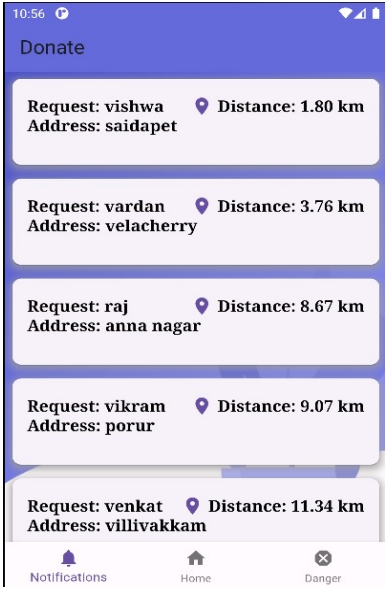 10:56
Donate
Request: vishwa Distance: 1.80 km
Address: saidapet
Request: vardan Distance: 3.76 km
Address: velacherry
Request: raj Distance: 8.67 km
Address: anna nagar
Request: vikram Distance: 9.07 km
Address: porur
Request: venkat Distance: 11.34 km
Address: villivakkam
Notifications Home Danger